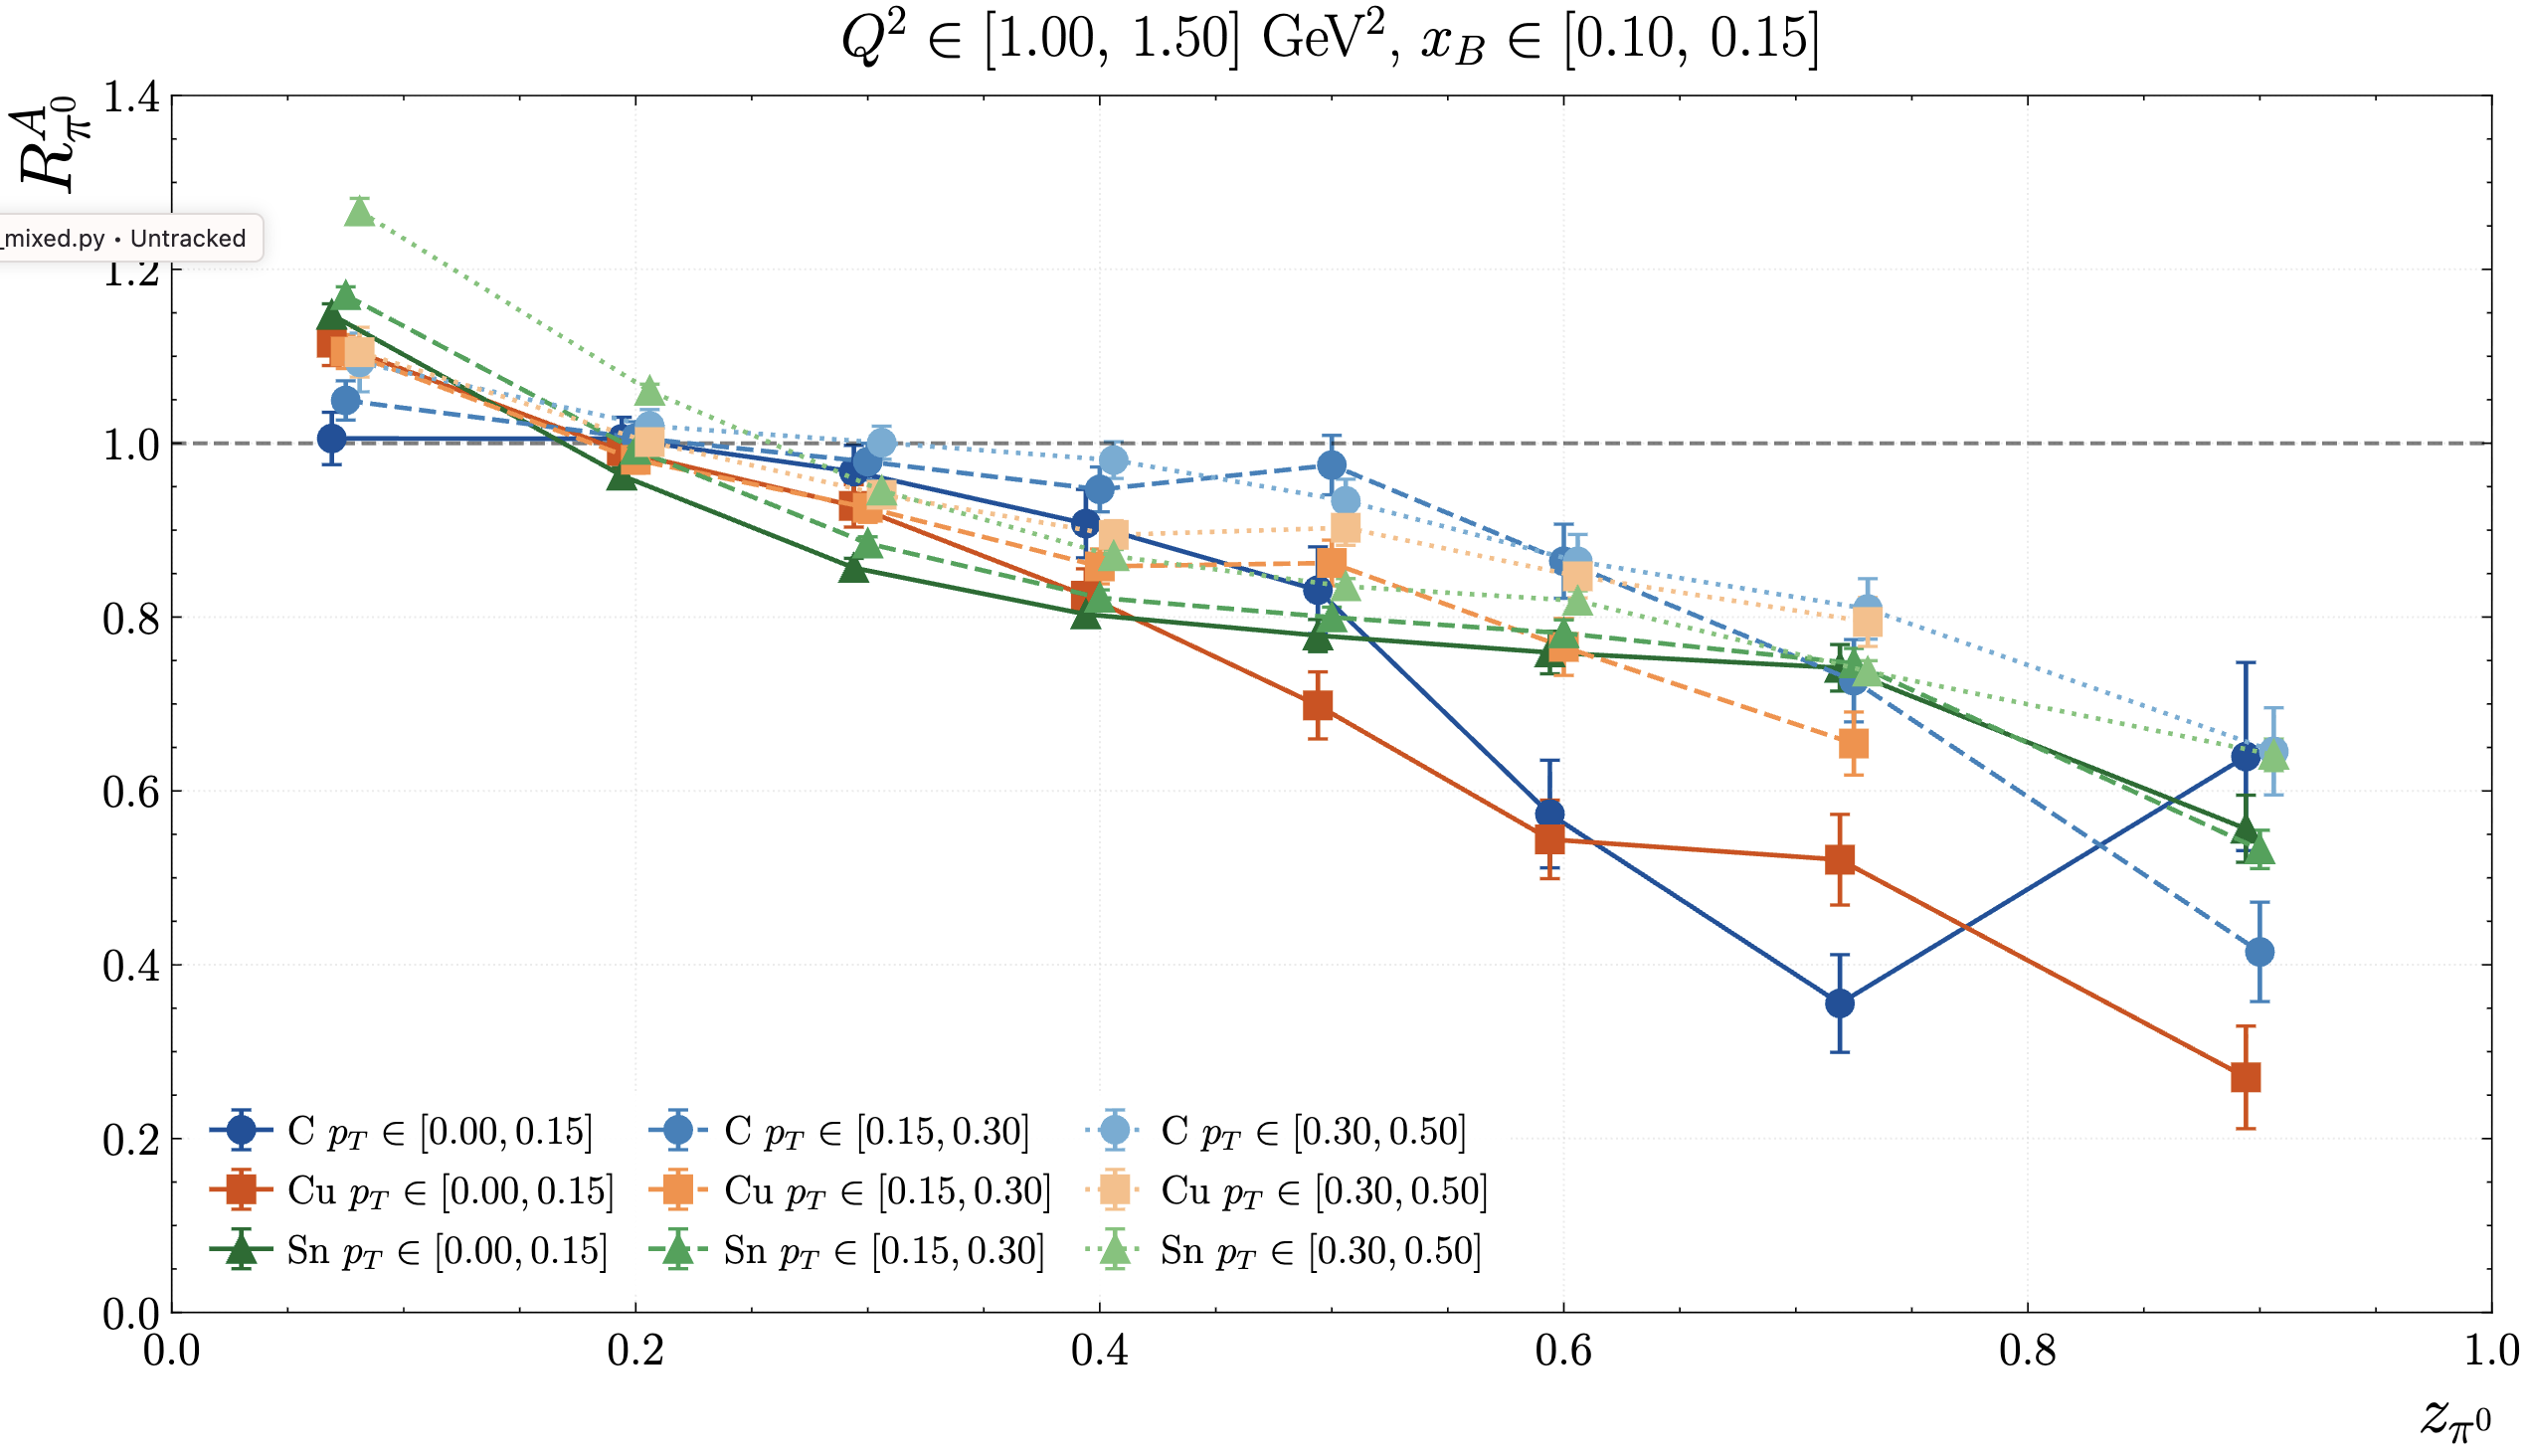 Q² ∈ [1.00, 1.50] GeV², x_B ∈ [0.10, 0.15]
R^A_{π⁰}
1.4
_mixed.py • Untracked
1.2
1.0
0.8
0.6
0.4
0.2
0.0
C p_T ∈ [0.00, 0.15]
C p_T ∈ [0.15, 0.30]
C p_T ∈ [0.30, 0.50]
Cu p_T ∈ [0.00, 0.15]
Cu p_T ∈ [0.15, 0.30]
Cu p_T ∈ [0.30, 0.50]
Sn p_T ∈ [0.00, 0.15]
Sn p_T ∈ [0.15, 0.30]
Sn p_T ∈ [0.30, 0.50]
0.0 0.2 0.4 0.6 0.8 1.0
z_{π⁰}